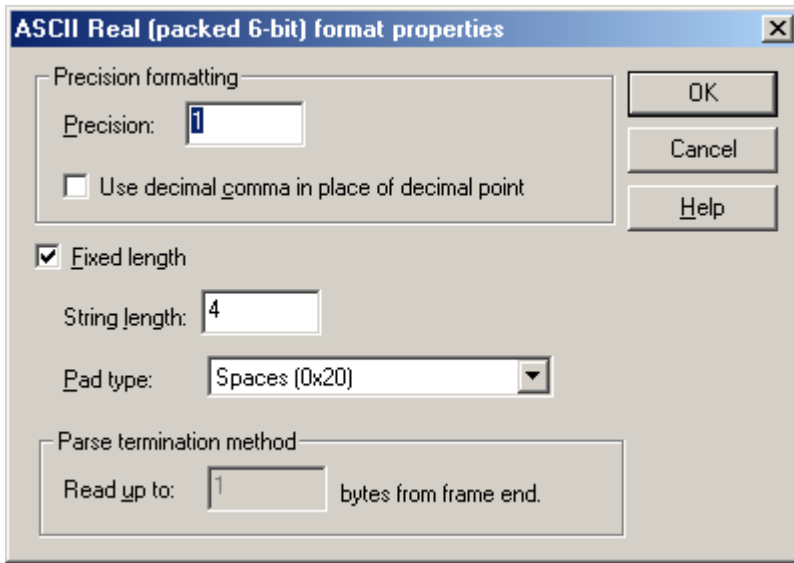 ASCII Real (packed 6-bit) format properties
Precision formatting
Precision: 1
Use decimal comma in place of decimal point
OK
Cancel
Help
Fixed length
String length: 4
Pad type: Spaces (0x20)
Parse termination method
Read up to: 1 bytes from frame end.